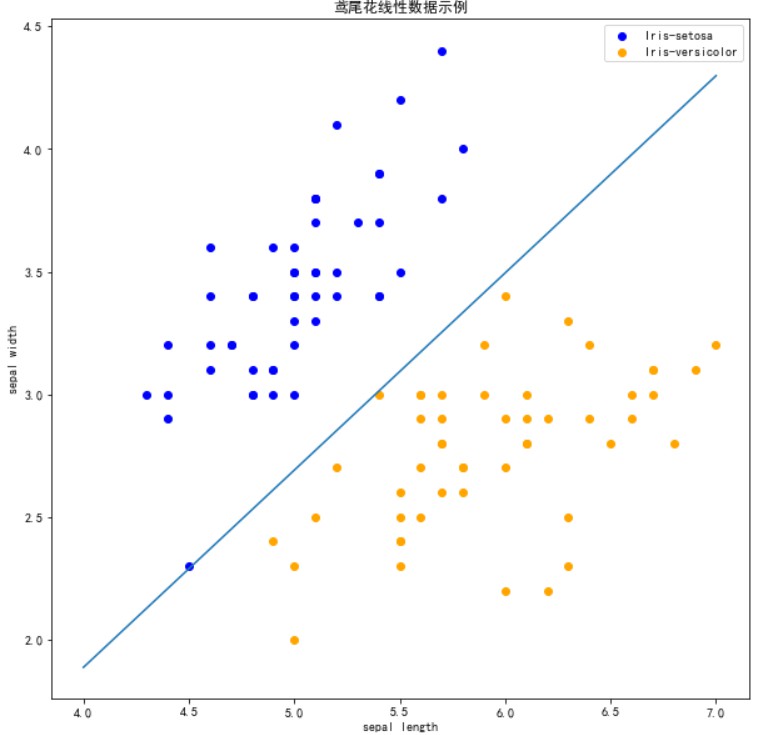 鸢尾花线性数据示例
Iris-setosa
Iris-versicolor
4.5
4.0
3.5
3.0
2.5
2.0
sepal width
4.0 4.5 5.0 5.5 6.0 6.5 7.0
sepal length